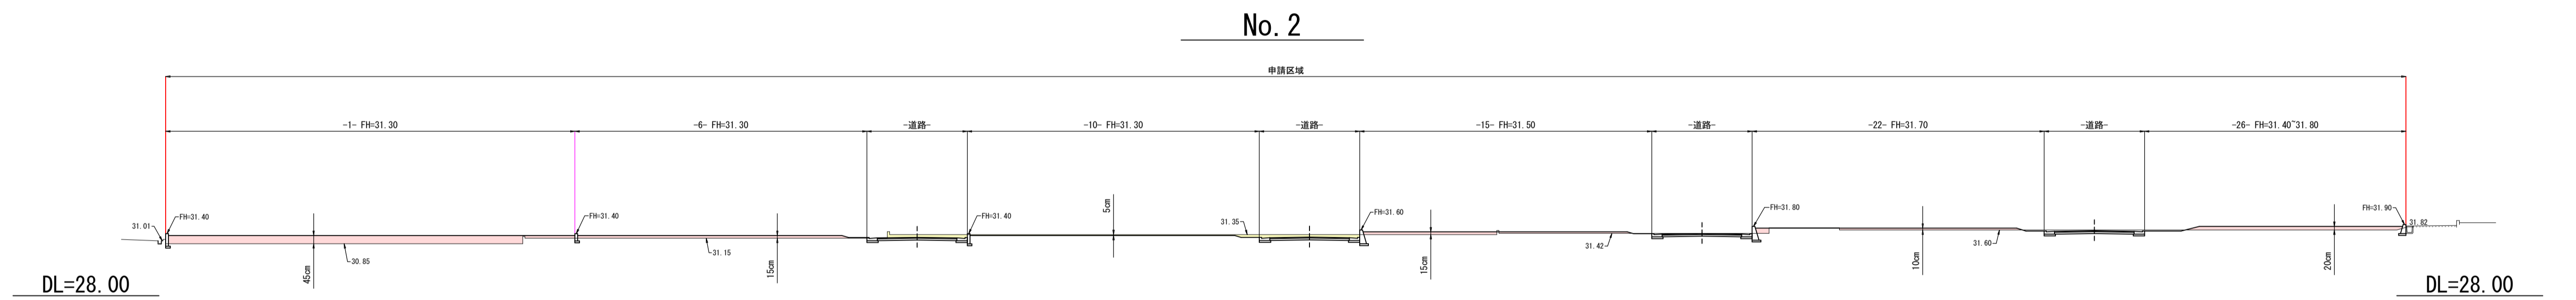 No.2
申請区域
-1- FH=31.30
-6- FH=31.30
-道路-
-10- FH=31.30
-道路-
-15- FH=31.50
-道路-
-22- FH=31.70
-道路-
-26- FH=31.40~31.80
31.01
FH=31.40
FH=31.40
FH=31.40
5cm
31.35
FH=31.60
FH=31.80
FH=31.90
31.82
30.85
45cm
31.15
15cm
15cm
31.42
10cm
31.60
20cm
DL=28.00
DL=28.00